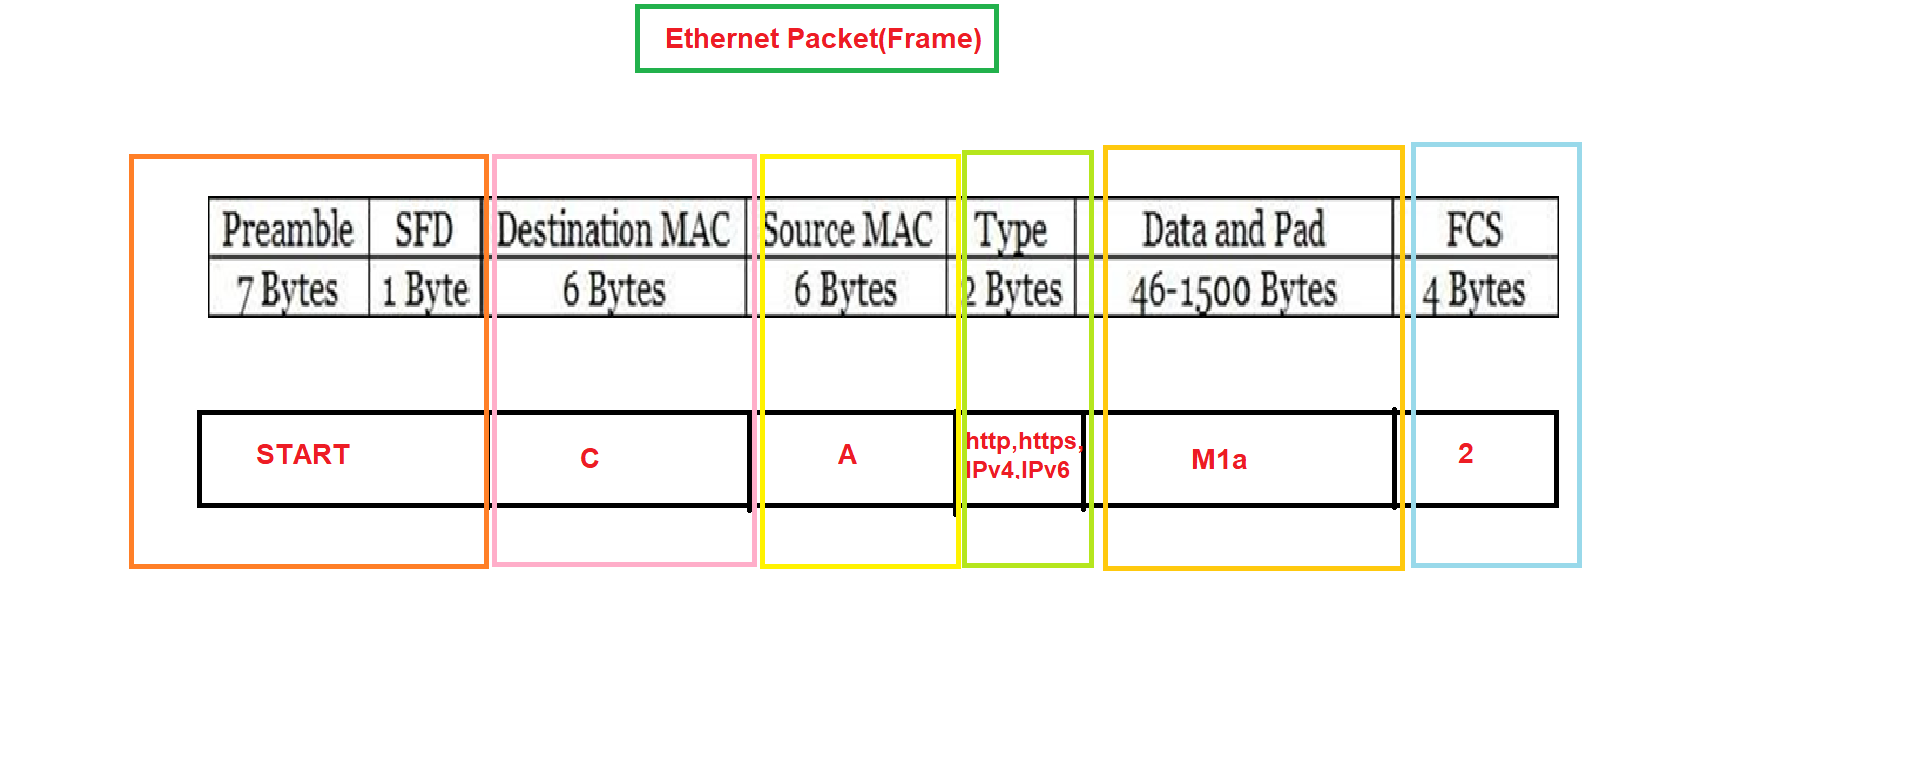 Ethernet Packet(Frame)
Preamble SFD Destination MAC Source MAC Type Data and Pad FCS
7 Bytes 1 Byte 6 Bytes 6 Bytes 2 Bytes 46-1500 Bytes 4 Bytes
START C A http,https, M1a 2
IPv4,IPv6